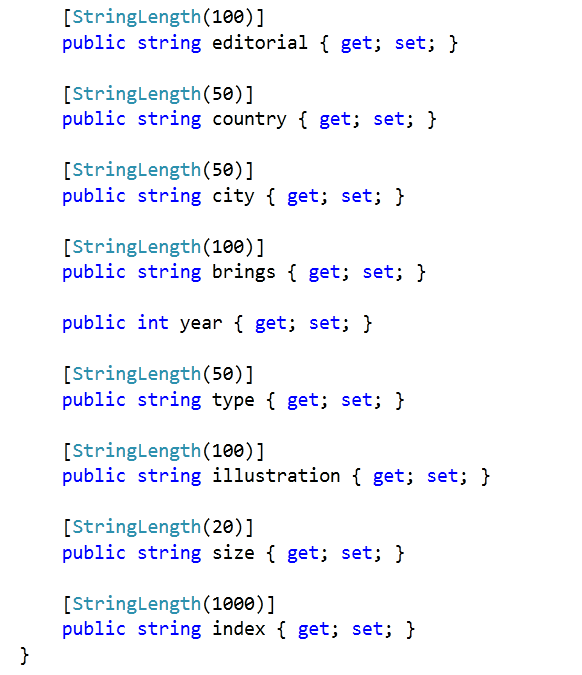 [StringLength(100)]
public string editorial { get; set; }
[StringLength(50)]
public string country { get; set; }
[StringLength(50)]
public string city { get; set; }
[StringLength(100)]
public string brings { get; set; }
public int year { get; set; }
[StringLength(50)]
public string type { get; set; }
[StringLength(100)]
public string illustration { get; set; }
[StringLength(20)]
public string size { get; set; }
[StringLength(1000)]
public string index { get; set; }
}